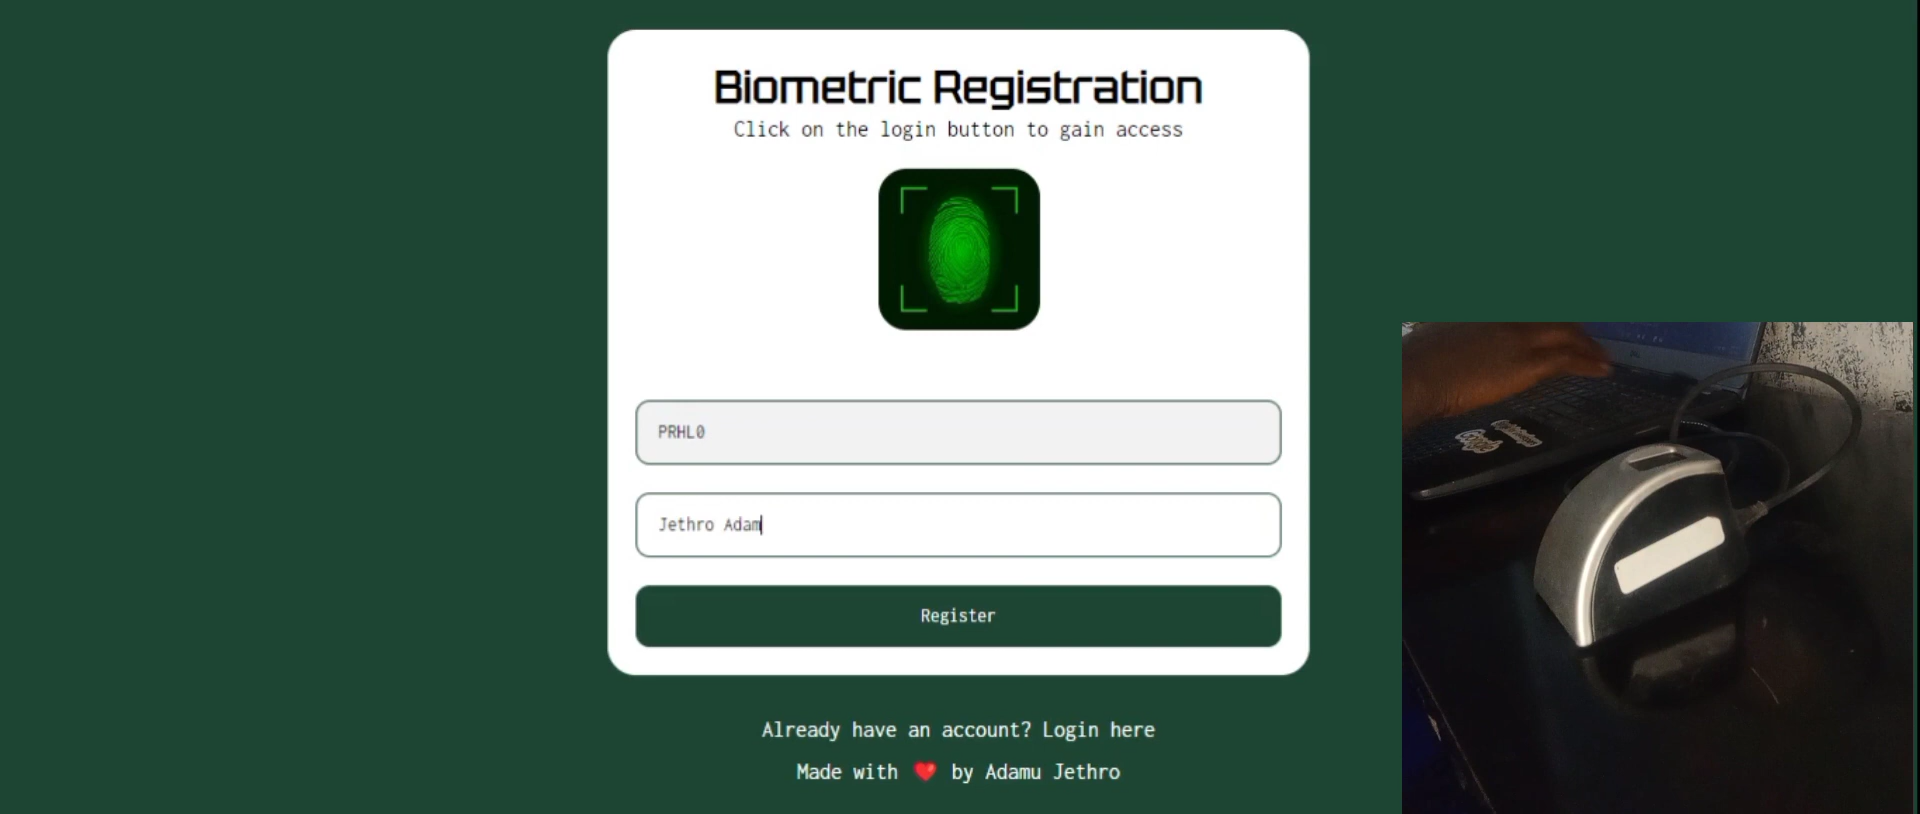 Biometric Registration
Click on the login button to gain access
PRHL0
Jethro Adam
Register
Already have an account? Login here
Made with ❤️ by Adamu Jethro
Google